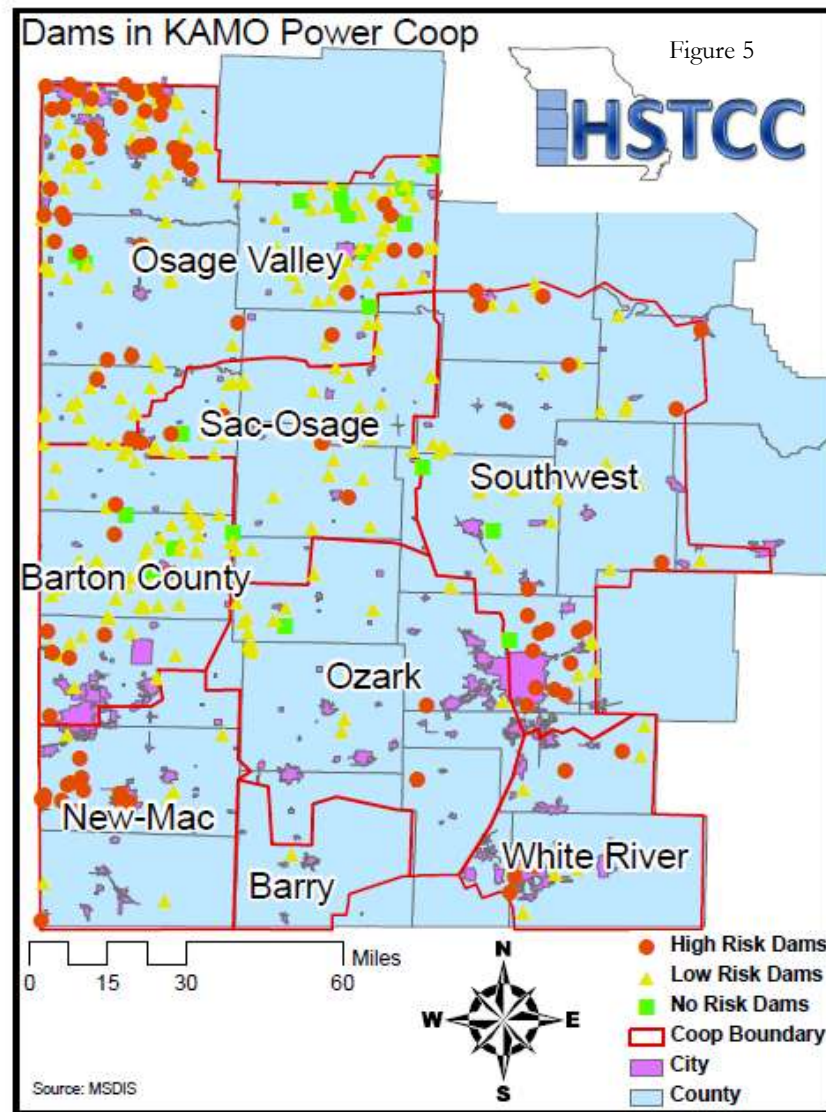 Dams in KAMO Power Coop
Figure 5
HSTCC
Osage Valley
Sac-Osage
Southwest
Barton County
Ozark
New-Mac
White River
Barry
Miles
0 15 30 60
N
W E
S
High Risk Dams
Low Risk Dams
No Risk Dams
Coop Boundary
City
County
Source: MSDIS